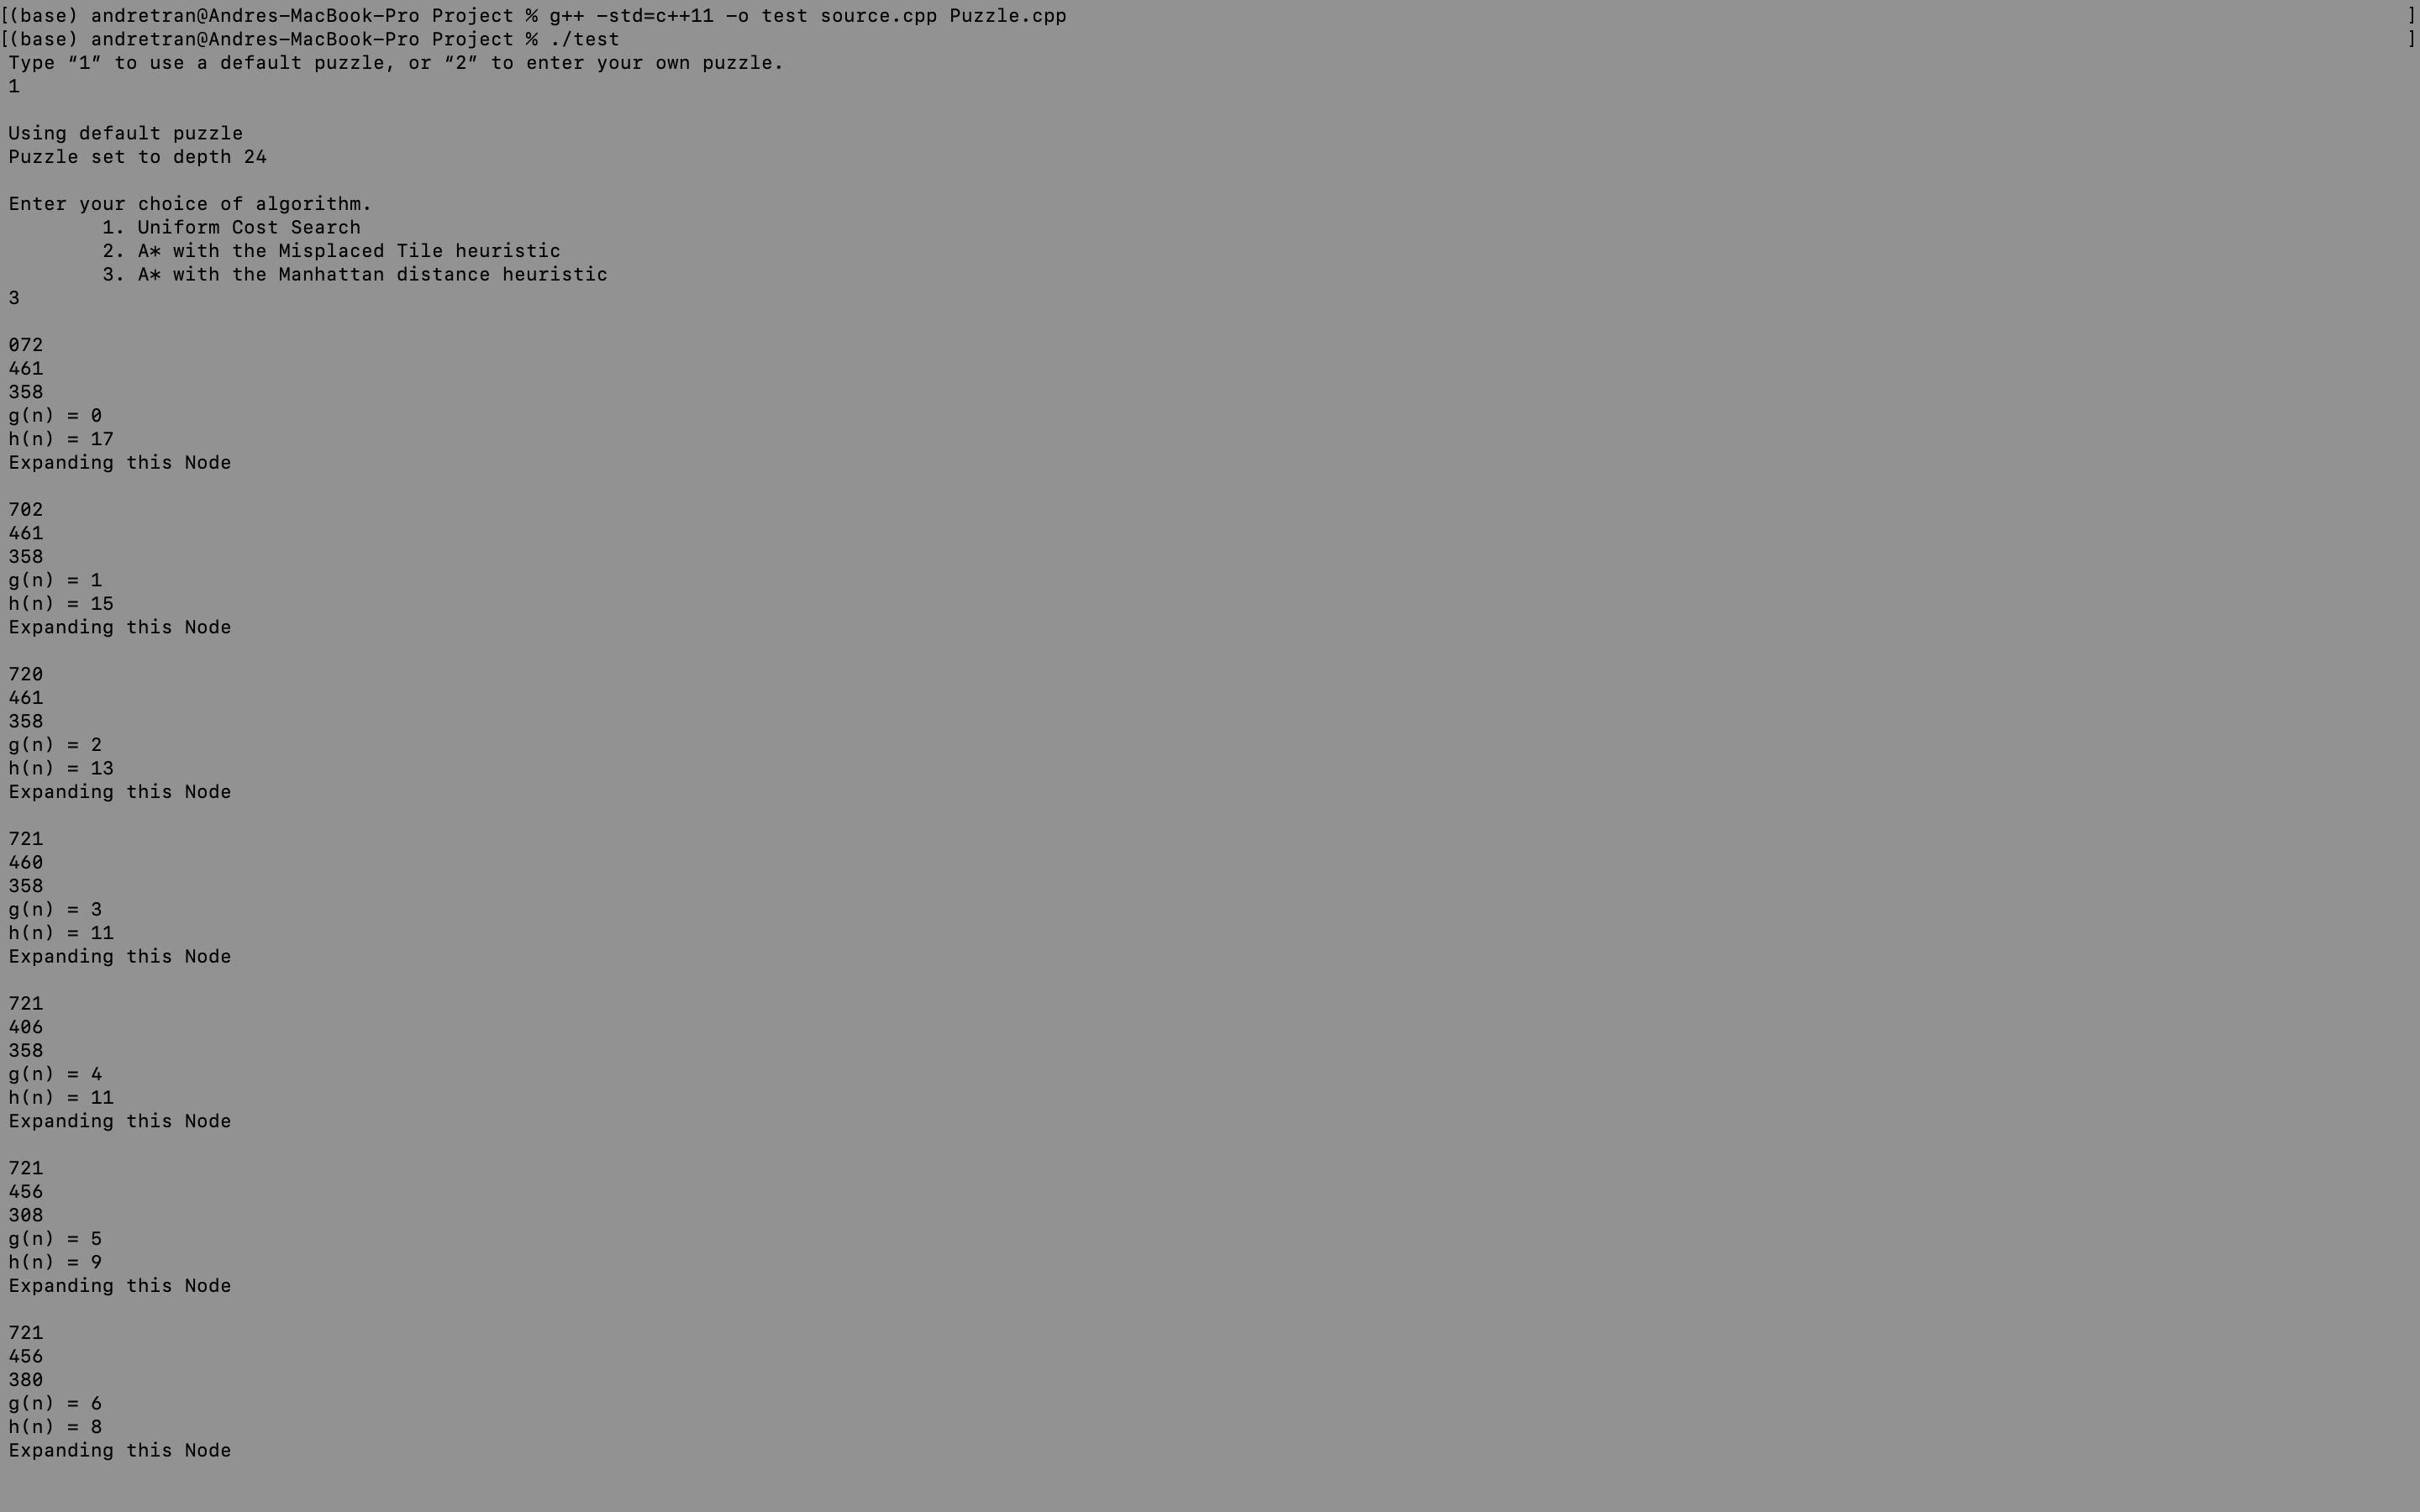 [(base) andretran@Andres-MacBook-Pro Project % g++ -std=c++11 -o test source.cpp Puzzle.cpp ]
[(base) andretran@Andres-MacBook-Pro Project % ./test ]
Type “1” to use a default puzzle, or “2” to enter your own puzzle.
1
Using default puzzle
Puzzle set to depth 24
Enter your choice of algorithm.
1. Uniform Cost Search
2. A* with the Misplaced Tile heuristic
3. A* with the Manhattan distance heuristic
3
072
461
358
g(n) = 0
h(n) = 17
Expanding this Node
702
461
358
g(n) = 1
h(n) = 15
Expanding this Node
720
461
358
g(n) = 2
h(n) = 13
Expanding this Node
721
460
358
g(n) = 3
h(n) = 11
Expanding this Node
721
406
358
g(n) = 4
h(n) = 11
Expanding this Node
721
456
308
g(n) = 5
h(n) = 9
Expanding this Node
721
456
380
g(n) = 6
h(n) = 8
Expanding this Node